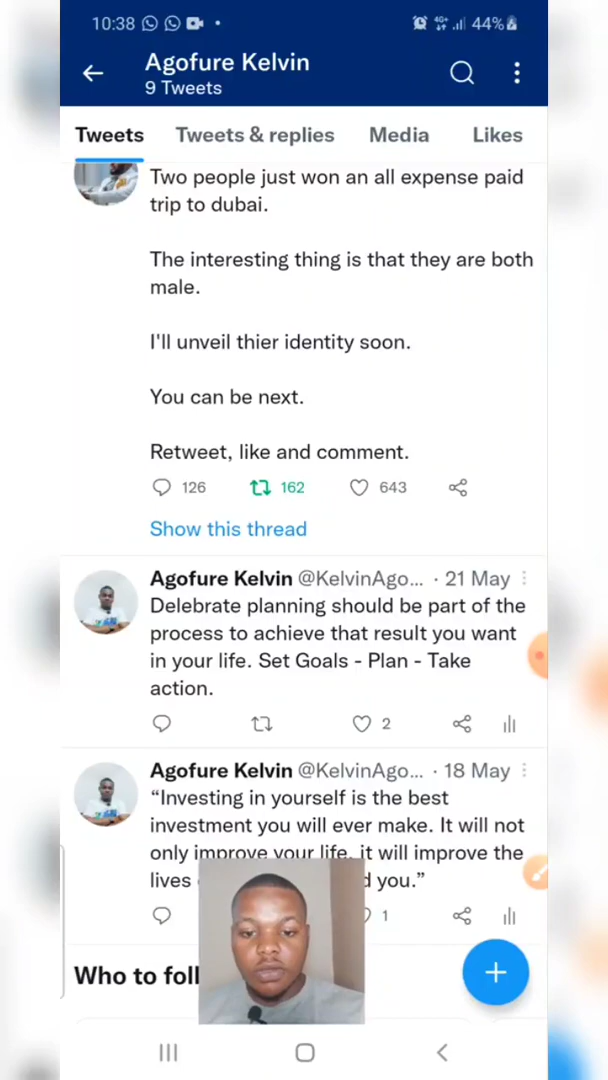 10:38
4G+
44%
Agofure Kelvin
9 Tweets
Tweets
Tweets & replies
Media
Likes
Two people just won an all expense paid
trip to dubai.
The interesting thing is that they are both
male.
I'll unveil thier identity soon.
You can be next.
Retweet, like and comment.
126
162
643
Show this thread
Agofure Kelvin @KelvinAgo... · 21 May
Delebrate planning should be part of the
process to achieve that result you want
in your life. Set Goals - Plan - Take
action.
2
Agofure Kelvin @KelvinAgo... · 18 May
“Investing in yourself is the best
investment you will ever make. It will not
only improve your life, it will improve the
lives you.”
1
Who to foll